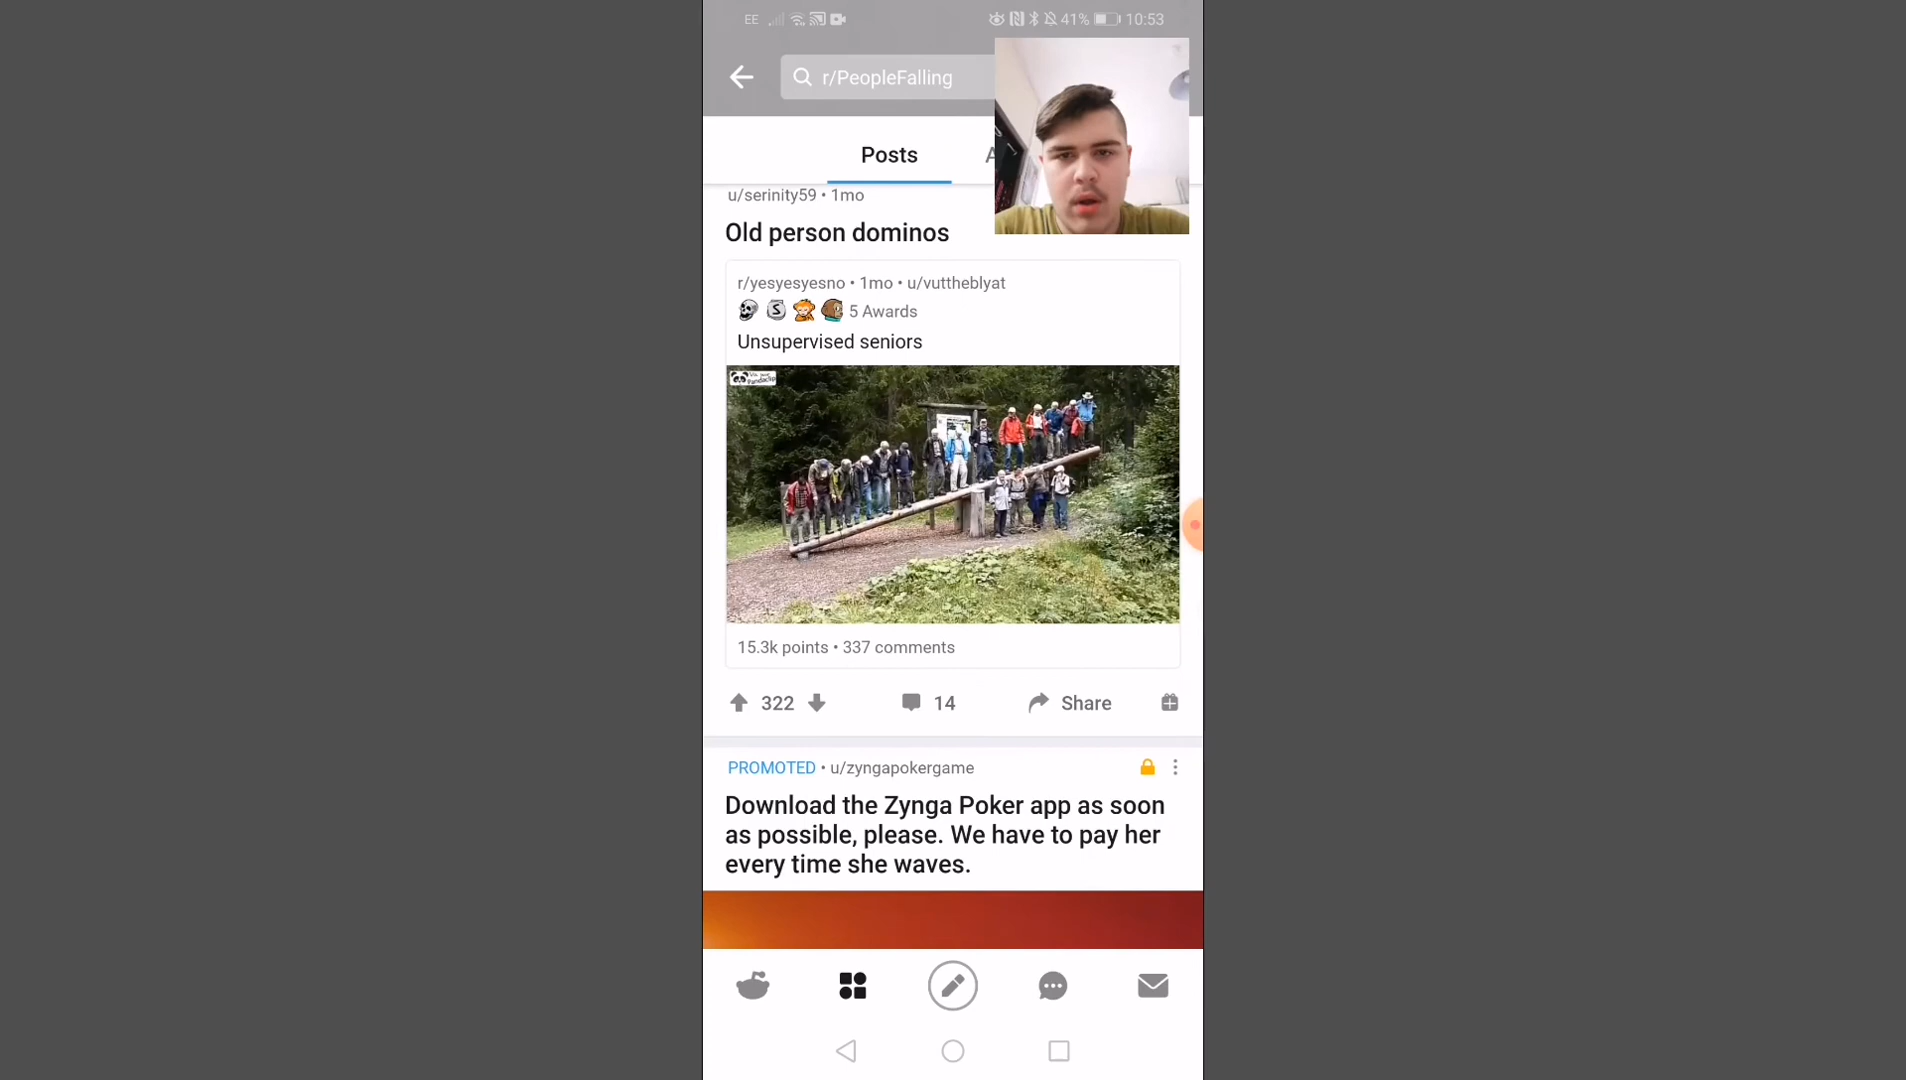 EE 41% 10:53
r/PeopleFalling
Posts A
u/serinity59 • 1mo
Old person dominos
r/yesyesyesno • 1mo • u/vuttheblyat
5 Awards
Unsupervised seniors
Pandaclip
15.3k points • 337 comments
322 14 Share
PROMOTED • u/zyngapokergame
Download the Zynga Poker app as soon
as possible, please. We have to pay her
every time she waves.